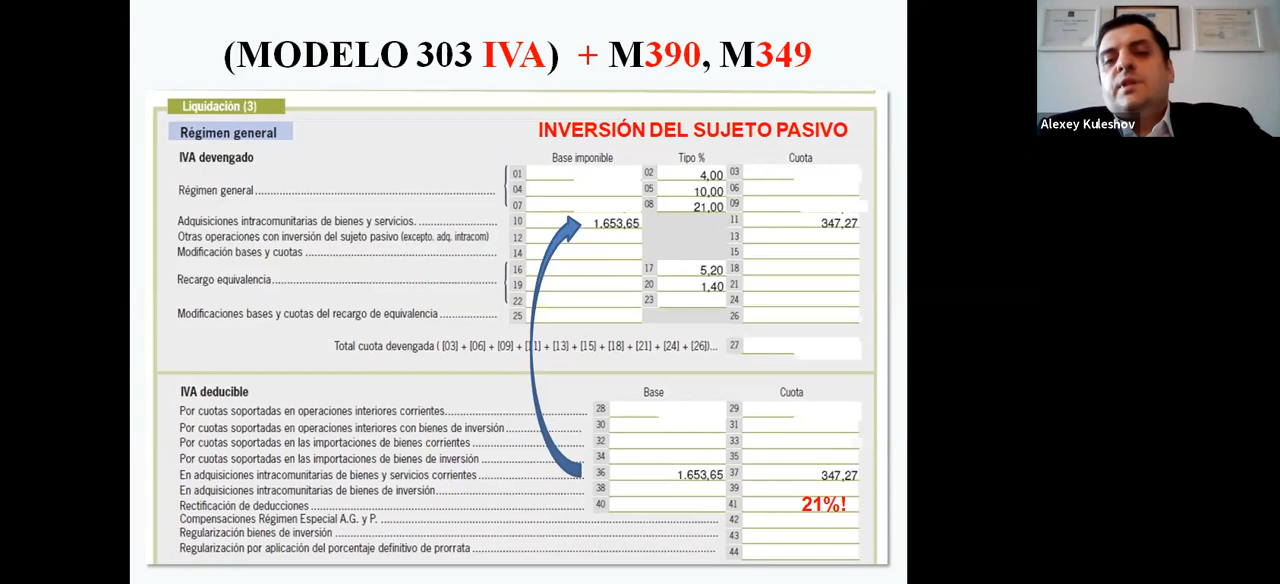 (MODELO 303 IVA) + M390, M349
Liquidación (3)
Régimen general
INVERSIÓN DEL SUJETO PASIVO
IVA devengado Base imponible Tipo % Cuota
01 02 4,00 03
Régimen general 04 05 10,00 06
07 08 21,00 09
Adquisiciones intracomunitarias de bienes y servicios. 10 1.653,65 11 347,27
Otras operaciones con inversión del sujeto pasivo (excepto. adq. intracom) 12 13
Modificación bases y cuotas 14 15
16 17 5,20 18
Recargo equivalencia 19 20 1,40 21
22 23 24
Modificaciones bases y cuotas del recargo de equivalencia 25 26
Total cuota devengada ( [03] + [06] + [09] + [11] + [13] + [15] + [18] + [21] + [24] + [26])... 27
IVA deducible Base Cuota
Por cuotas soportadas en operaciones interiores corrientes 28 29
Por cuotas soportadas en operaciones interiores con bienes de inversión 30 31
Por cuotas soportadas en las importaciones de bienes corrientes 32 33
Por cuotas soportadas en las importaciones de bienes de inversión 34 35
En adquisiciones intracomunitarias de bienes y servicios corrientes 36 1.653,65 37 347,27
En adquisiciones intracomunitarias de bienes de inversión 38 39
Rectificación de deducciones 40 41 21%!
Compensaciones Régimen Especial A.G. y P. 42
Regularización bienes de inversión 43
Regularización por aplicación del porcentaje definitivo de prorrata 44
Alexey Kuleshov